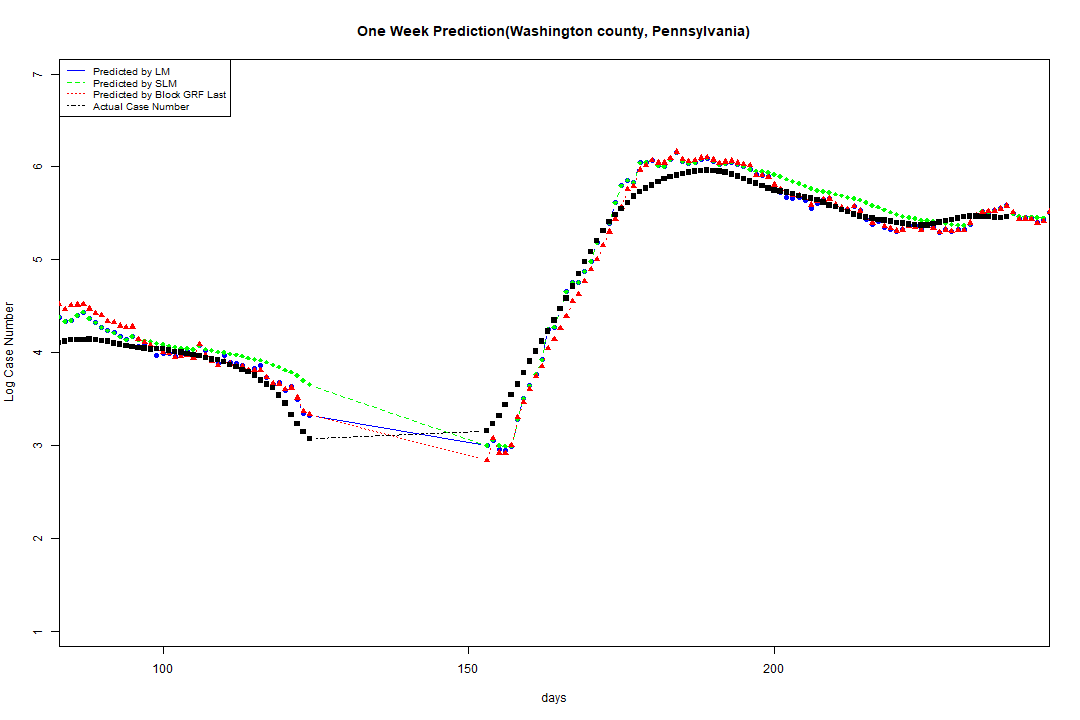 One Week Prediction(Washington county, Pennsylvania)
Predicted by LM
Predicted by SLM
Predicted by Block GRF Last
Actual Case Number
7
6
5
4
3
2
1
Log Case Number
100 150 200
days